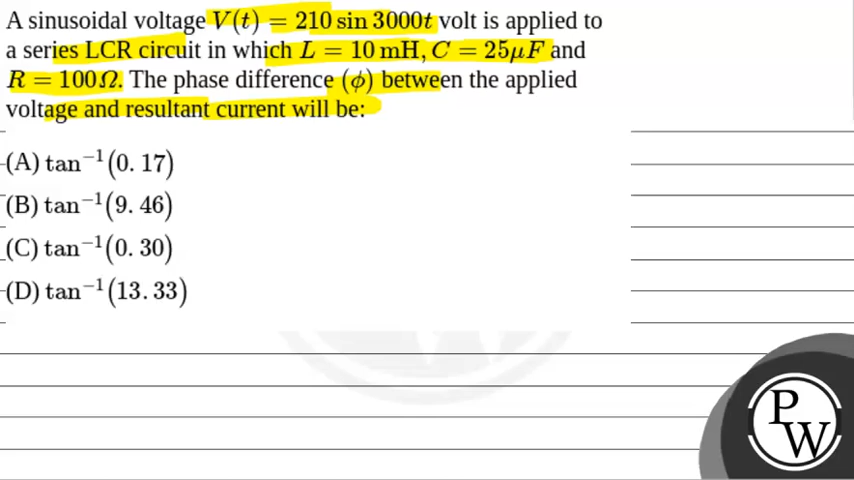 A sinusoidal voltage V(t) = 210 sin 3000t volt is applied to
a series LCR circuit in which L = 10 mH, C = 25μF and
R = 100Ω. The phase difference (ϕ) between the applied
voltage and resultant current will be:
(A) tan⁻¹(0. 17)
(B) tan⁻¹(9. 46)
(C) tan⁻¹(0. 30)
(D) tan⁻¹(13. 33)
P
W